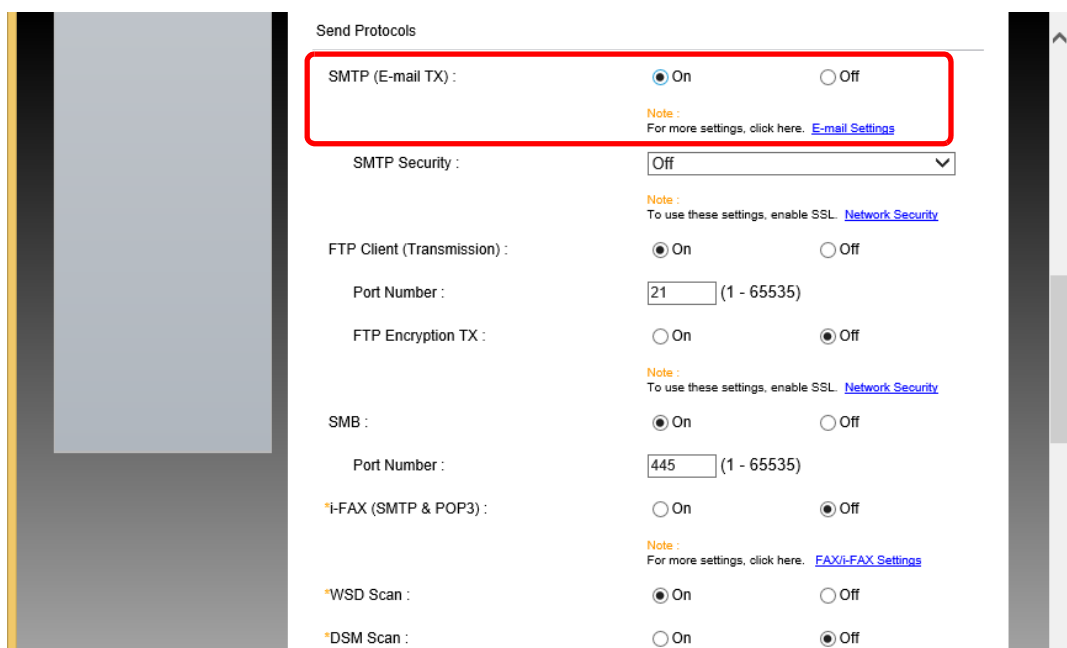 Send Protocols
SMTP (E-mail TX) : On Off
Note :
For more settings, click here. E-mail Settings
SMTP Security : Off
Note :
To use these settings, enable SSL. Network Security
FTP Client (Transmission) : On Off
Port Number : 21 (1 - 65535)
FTP Encryption TX : On Off
Note :
To use these settings, enable SSL. Network Security
SMB : On Off
Port Number : 445 (1 - 65535)
*i-FAX (SMTP & POP3) : On Off
Note :
For more settings, click here. FAX/i-FAX Settings
*WSD Scan : On Off
*DSM Scan : On Off